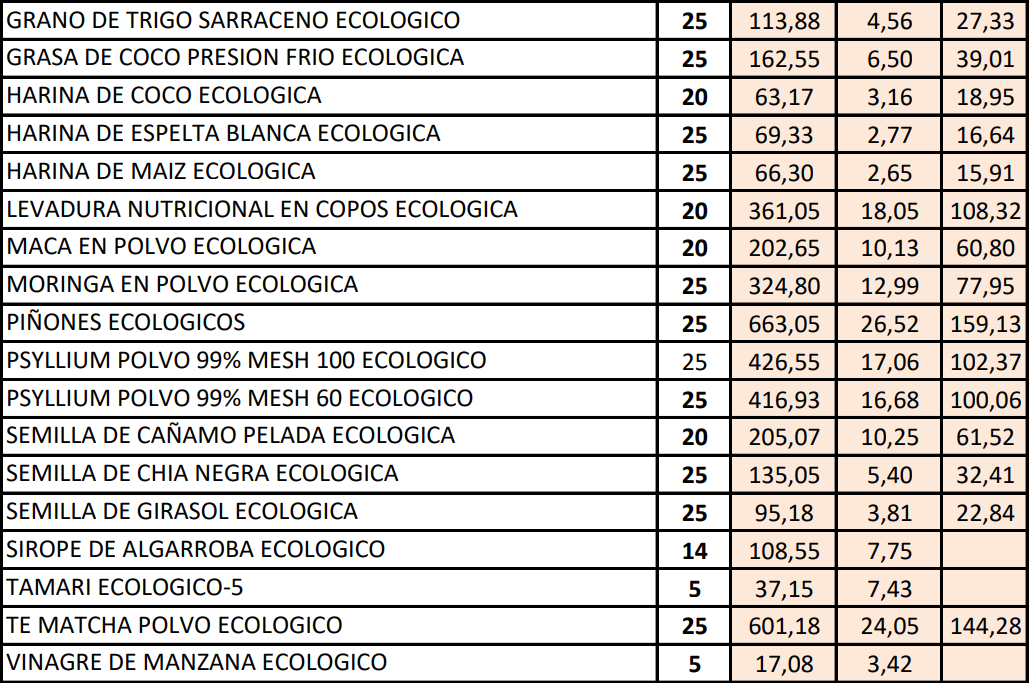 GRANO DE TRIGO SARRACENO ECOLOGICO 25 113,88 4,56 27,33
GRASA DE COCO PRESION FRIO ECOLOGICA 25 162,55 6,50 39,01
HARINA DE COCO ECOLOGICA 20 63,17 3,16 18,95
HARINA DE ESPELTA BLANCA ECOLOGICA 25 69,33 2,77 16,64
HARINA DE MAIZ ECOLOGICA 25 66,30 2,65 15,91
LEVADURA NUTRICIONAL EN COPOS ECOLOGICA 20 361,05 18,05 108,32
MACA EN POLVO ECOLOGICA 20 202,65 10,13 60,80
MORINGA EN POLVO ECOLOGICA 25 324,80 12,99 77,95
PIÑONES ECOLOGICOS 25 663,05 26,52 159,13
PSYLLIUM POLVO 99% MESH 100 ECOLOGICO 25 426,55 17,06 102,37
PSYLLIUM POLVO 99% MESH 60 ECOLOGICO 25 416,93 16,68 100,06
SEMILLA DE CAÑAMO PELADA ECOLOGICA 20 205,07 10,25 61,52
SEMILLA DE CHIA NEGRA ECOLOGICA 25 135,05 5,40 32,41
SEMILLA DE GIRASOL ECOLOGICA 25 95,18 3,81 22,84
SIROPE DE ALGARROBA ECOLOGICO 14 108,55 7,75
TAMARI ECOLOGICO-5 5 37,15 7,43
TE MATCHA POLVO ECOLOGICO 25 601,18 24,05 144,28
VINAGRE DE MANZANA ECOLOGICO 5 17,08 3,42